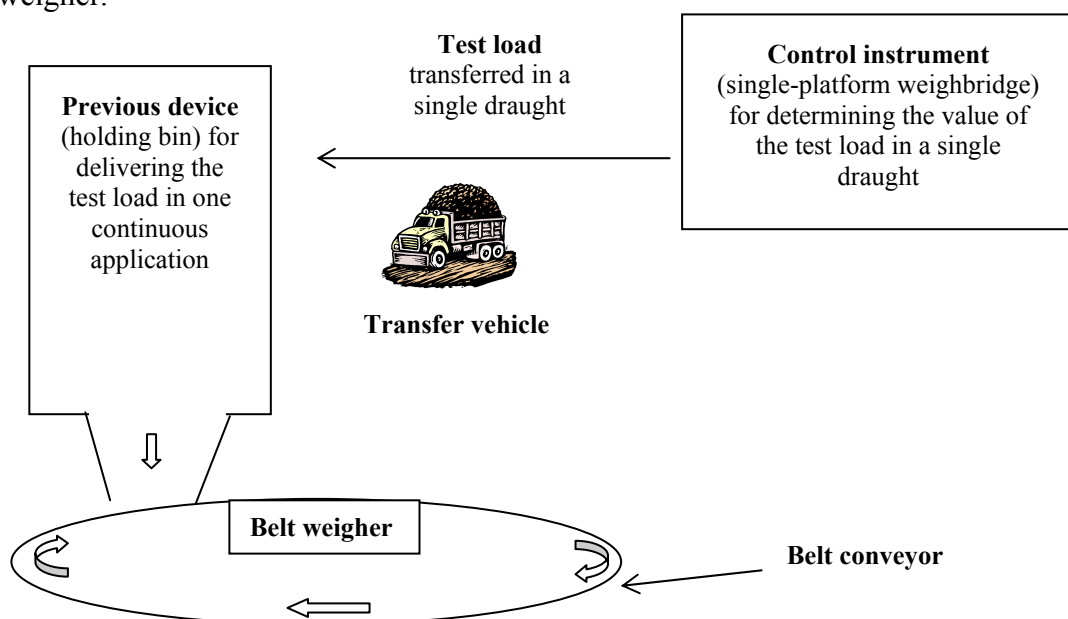 weigher.
Test load
transferred in a
single draught
Control instrument
(single-platform weighbridge)
for determining the value of
the test load in a single
draught
Previous device
(holding bin) for
delivering the
test load in one
continuous
application
Transfer vehicle
Belt weigher
Belt conveyor